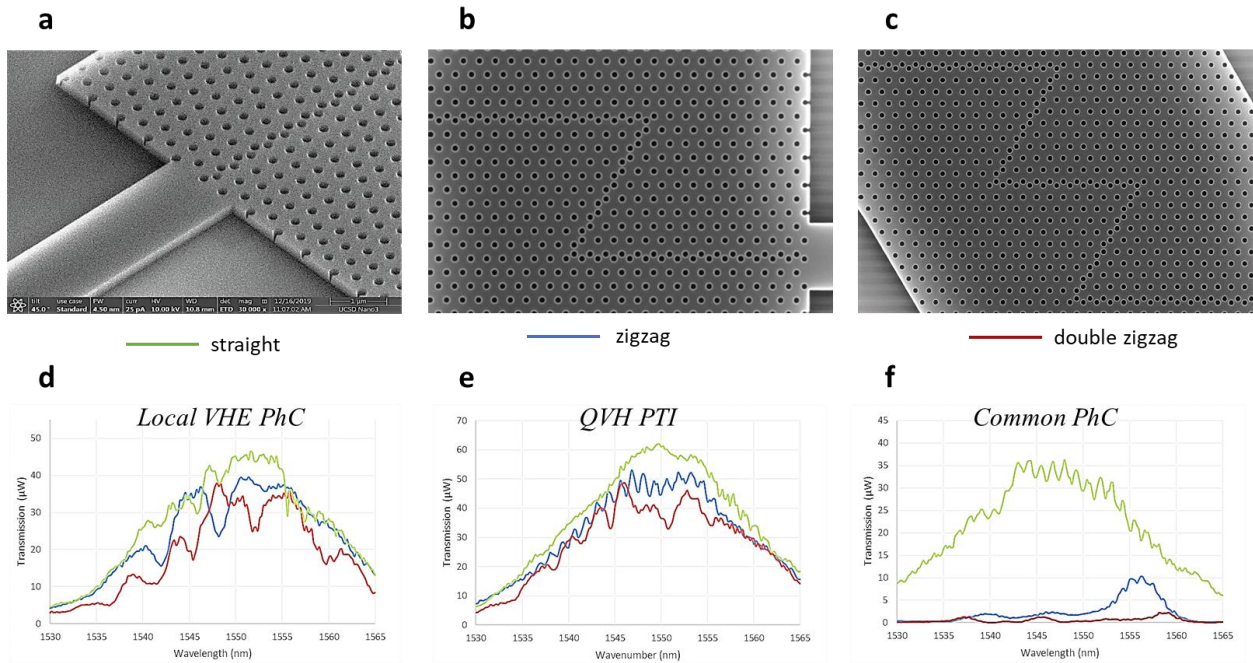 a
b
c
tilt use case PW curr HV WD det mag ⊞ 12/16/2019 1 µm
45.0 ° Standard 4.50 nm 25 pA 10.00 kV 10.8 mm ETD 30 000 x 11:07:02 AM UCSD Nano3
straight
zigzag
double zigzag
d
e
f
Local VHE PhC
QVH PTI
Common PhC
Transmission (µW)
50
40
30
20
10
0
1530 1535 1540 1545 1550 1555 1560 1565
Wavelength (nm)
Transmission (µW)
70
60
50
40
30
20
10
0
1530 1535 1540 1545 1550 1555 1560 1565
Wavenumber (nm)
Transmission (µW)
45
40
35
30
25
20
15
10
5
0
1530 1535 1540 1545 1550 1555 1560 1565
Wavelength (nm)